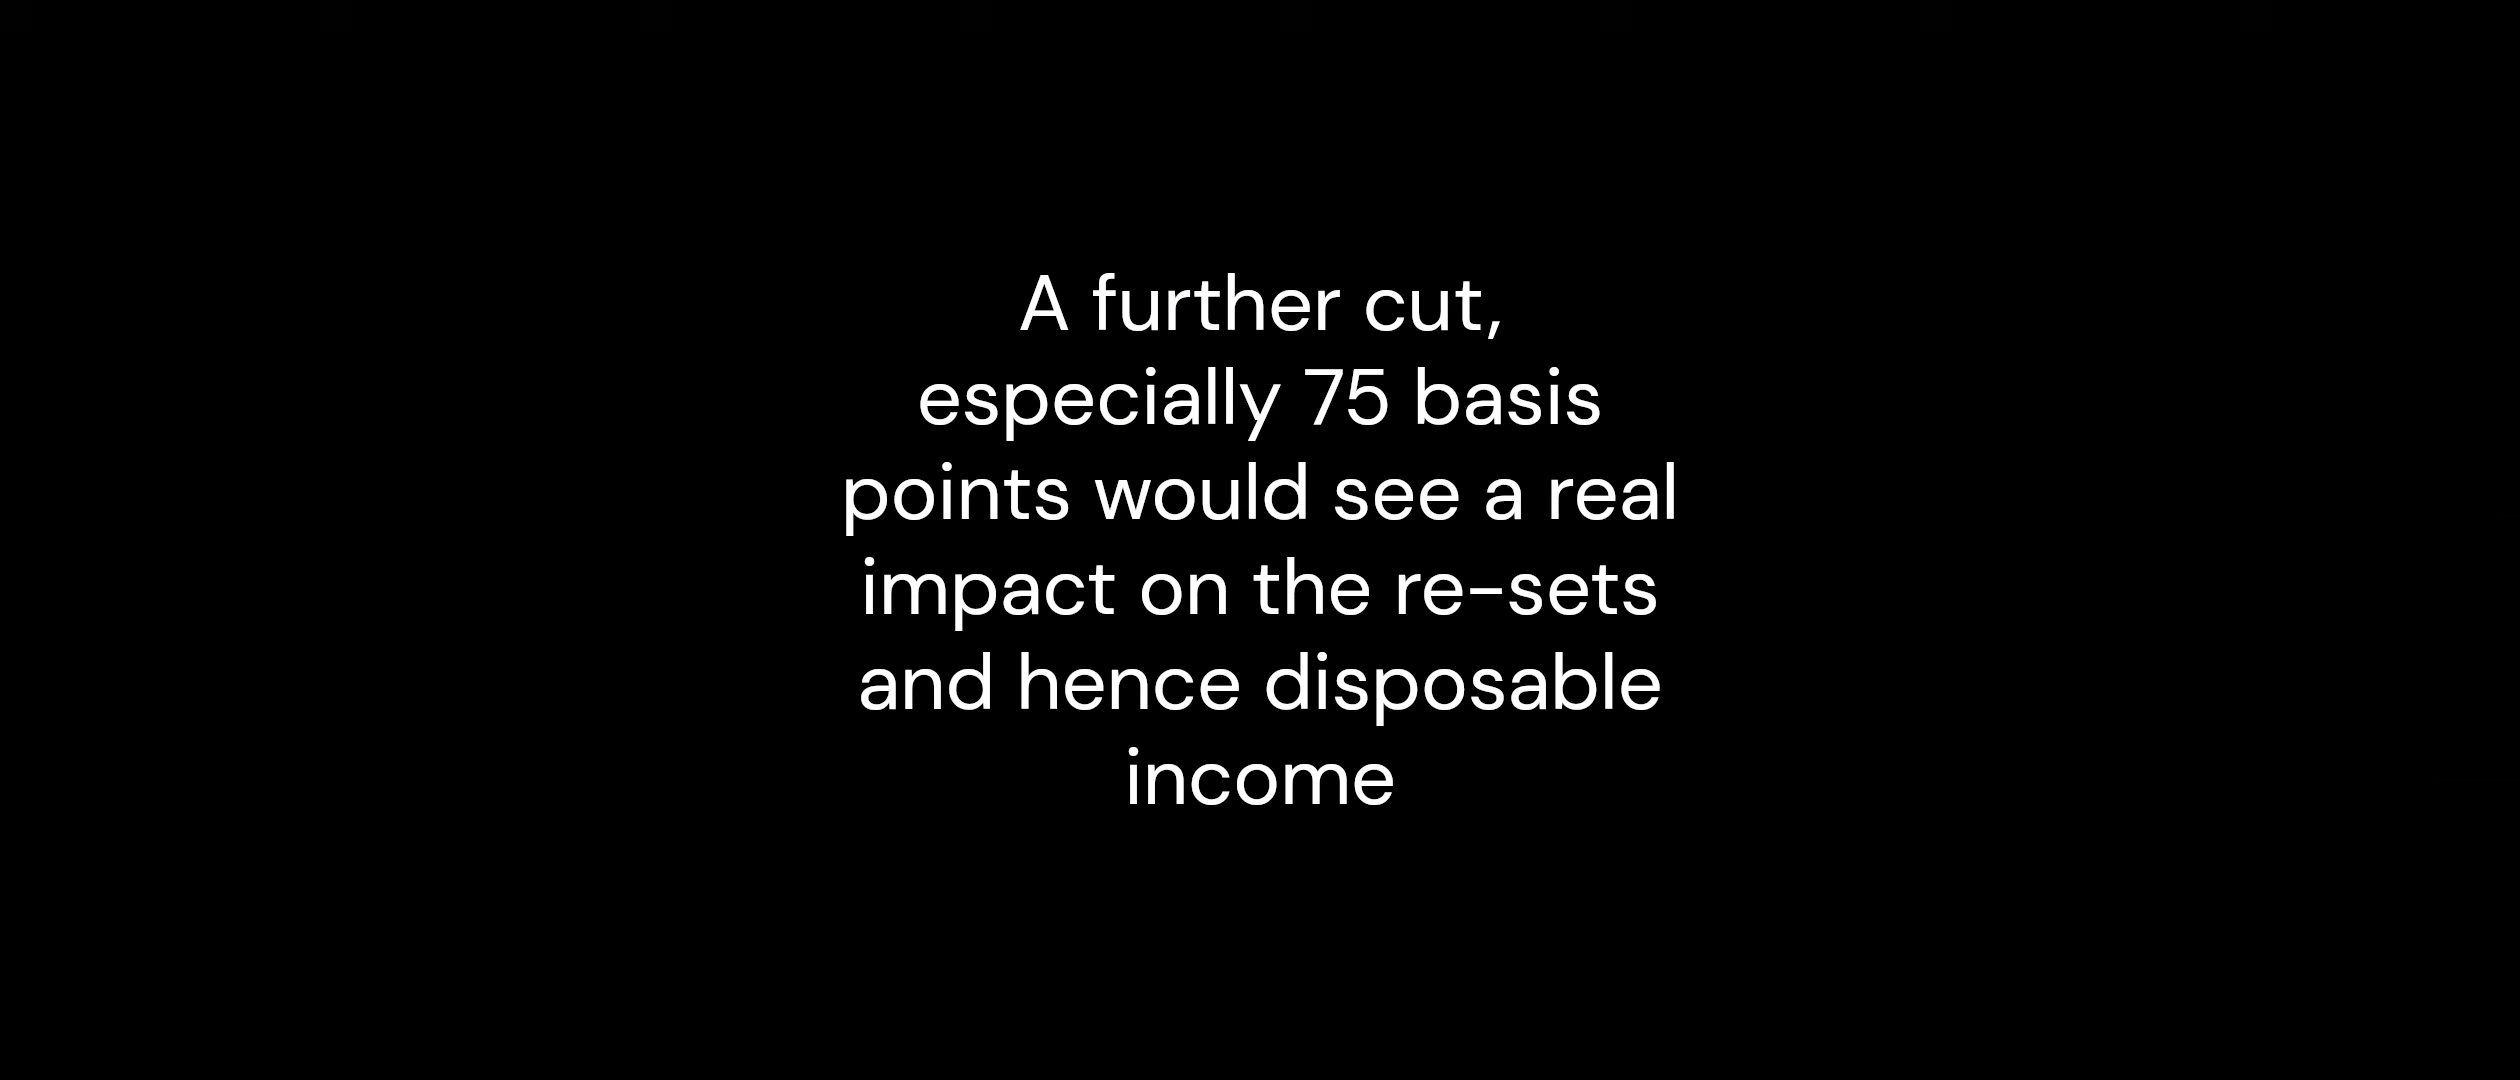 A further cut,
especially 75 basis
points would see a real
impact on the re-sets
and hence disposable
income